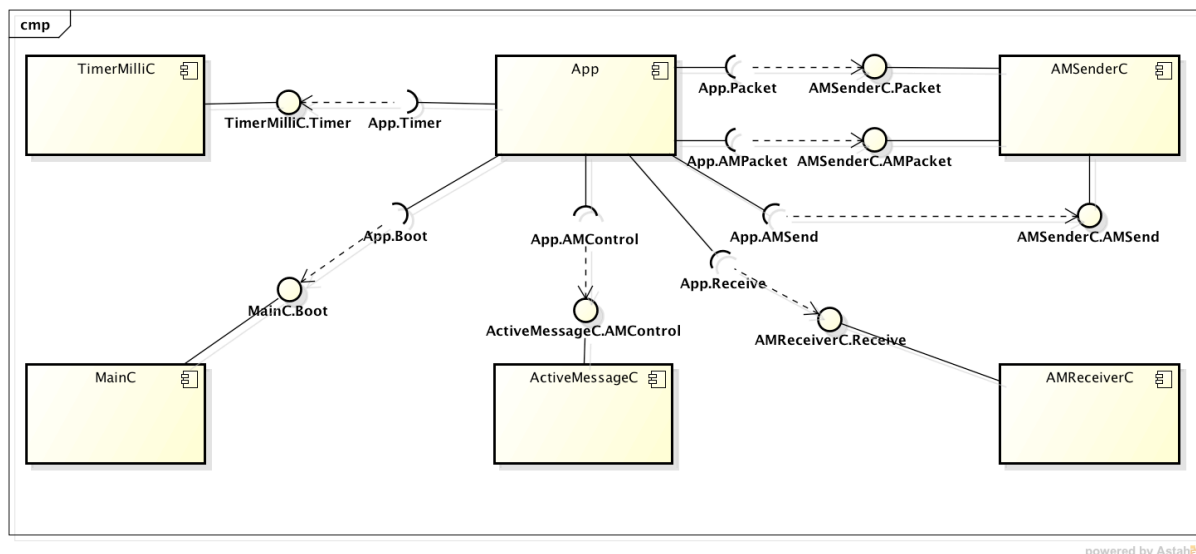 cmp
TimerMilliC
App
AMSenderC
App.Packet
AMSenderC.Packet
TimerMilliC.Timer
App.Timer
App.AMPacket
AMSenderC.AMPacket
App.Boot
App.AMControl
App.AMSend
AMSenderC.AMSend
App.Receive
MainC.Boot
ActiveMessageC.AMControl
AMReceiverC.Receive
MainC
ActiveMessageC
AMReceiverC
powered by Astah